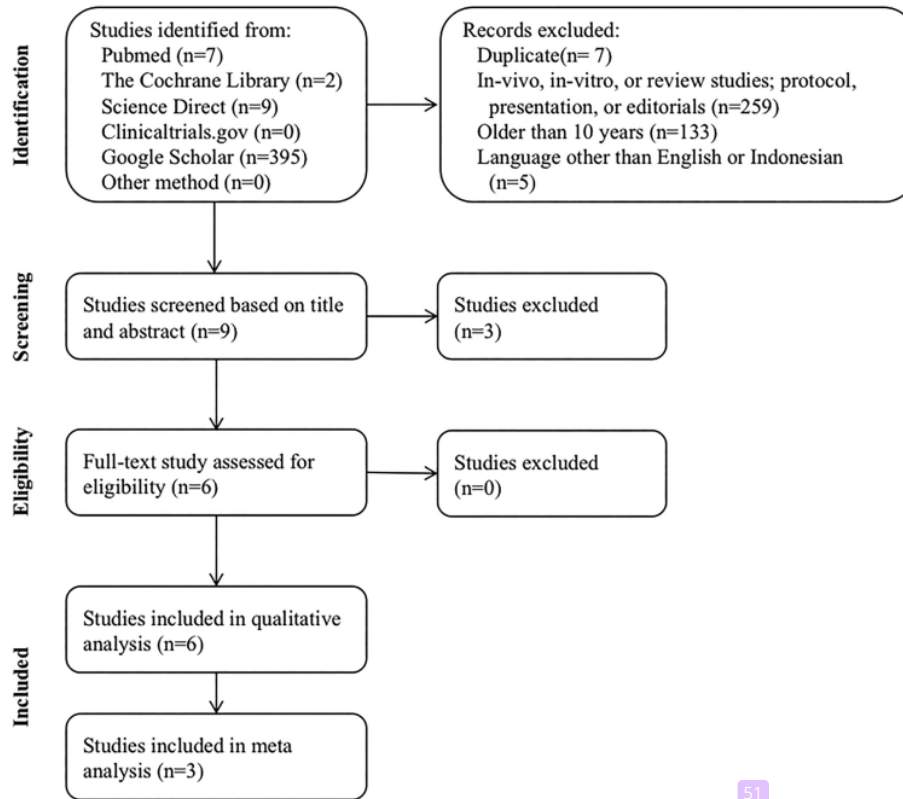 Identification
Studies identified from:
Pubmed (n=7)
The Cochrane Library (n=2)
Science Direct (n=9)
Clinicaltrials.gov (n=0)
Google Scholar (n=395)
Other method (n=0)
Records excluded:
Duplicate(n= 7)
In-vivo, in-vitro, or review studies; protocol,
presentation, or editorials (n=259)
Older than 10 years (n=133)
Language other than English or Indonesian
(n=5)
Screening
Studies screened based on title
and abstract (n=9)
Studies excluded
(n=3)
Eligibility
Full-text study assessed for
eligibility (n=6)
Studies excluded
(n=0)
Included
Studies included in qualitative
analysis (n=6)
Studies included in meta
analysis (n=3)
51